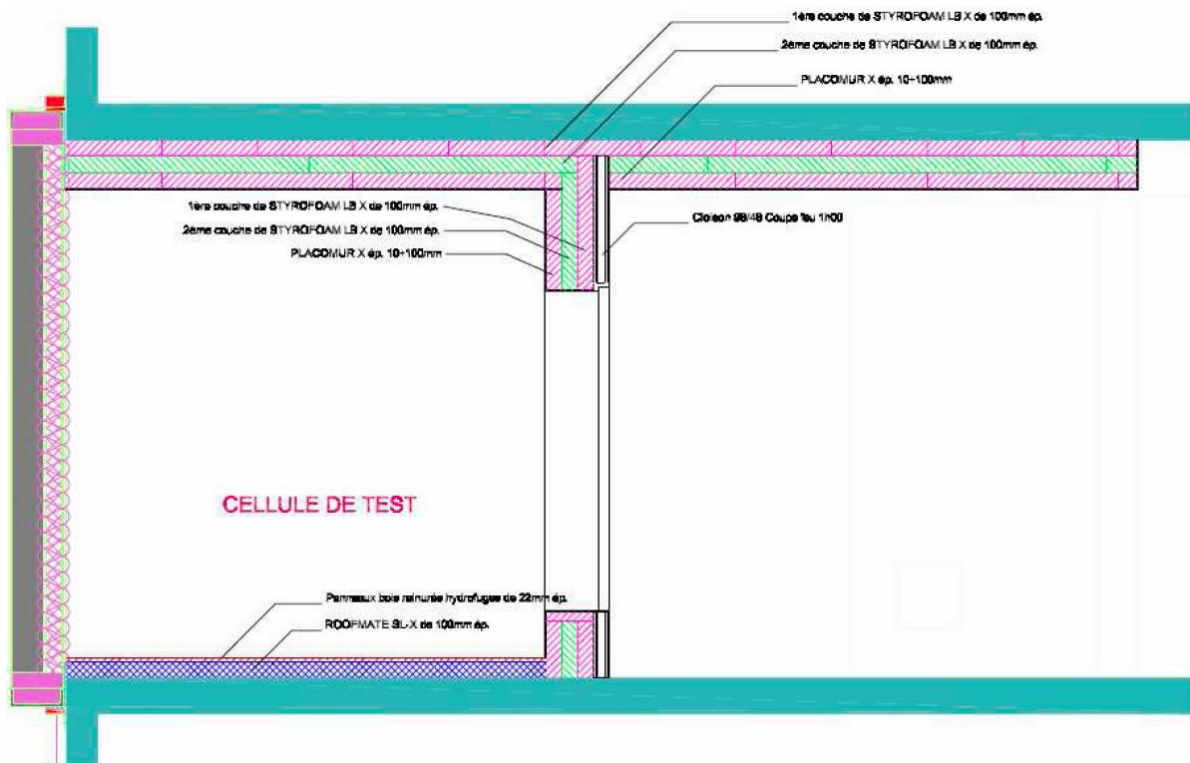 1ère couche de STYROFOAM LB X de 100mm ép.
2ème couche de STYROFOAM LB X de 100mm ép.
PLACOMUR X ép. 10+100mm
1ère couche de STYROFOAM LB X de 100mm ép.
2ème couche de STYROFOAM LB X de 100mm ép.
PLACOMUR X ép. 10+100mm
Cloison 98/48 Coupe feu 1h00
CELLULE DE TEST
Panneaux bois rainurée hydrofuges de 22mm ép.
ROOFMATE SL-X de 100mm ép.